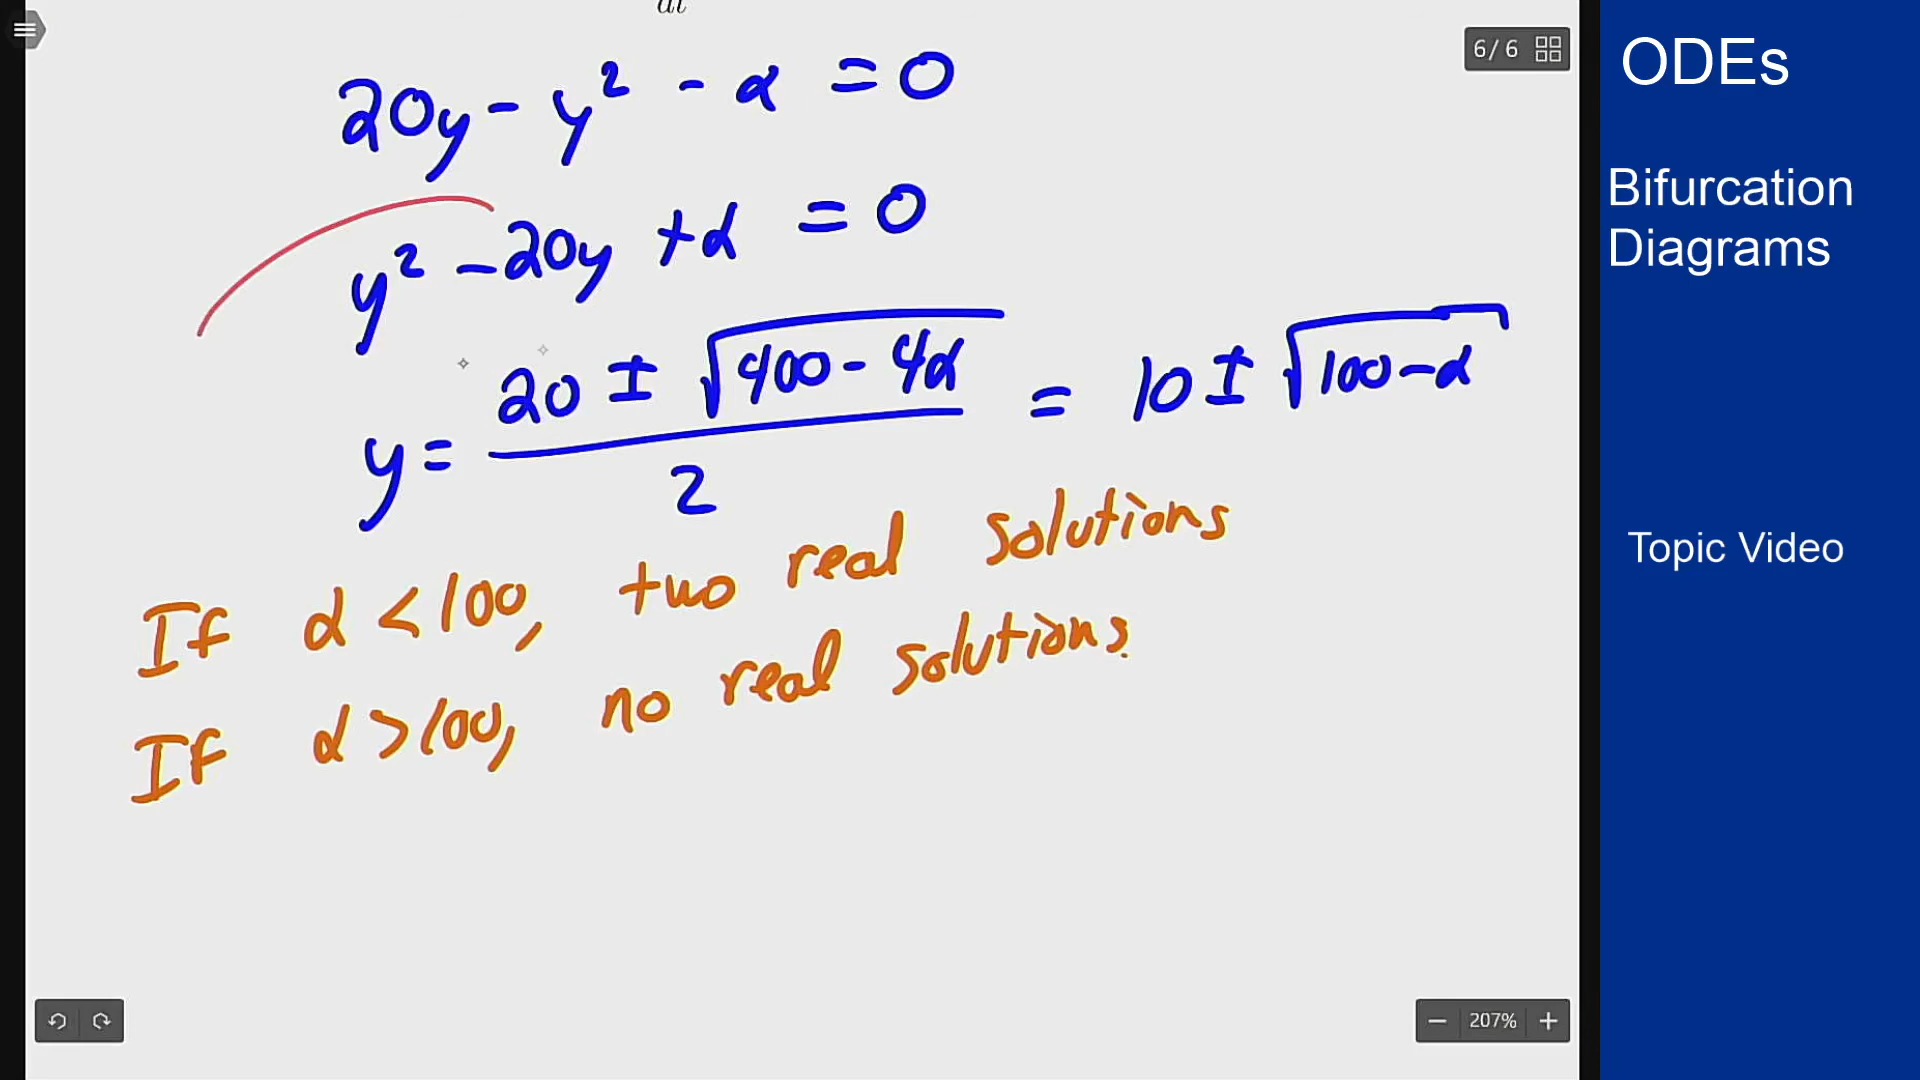 dt
6/6
20y - y² - α = 0
y² - 20y + α = 0
y = (20 ± √(400 - 4α))/2 = 10 ± √(100 - α)
If α < 100, two real solutions
If α > 100, no real solutions.
207%
ODEs
Bifurcation
Diagrams
Topic Video